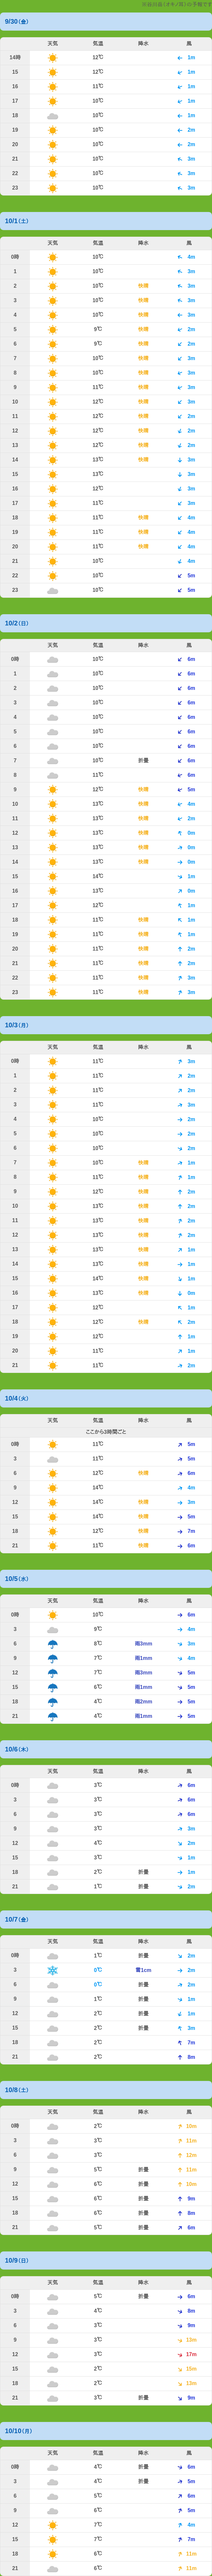 9/30(金)
天気 気温 降水 風
14時 12℃ 1m
15 12℃ 1m
16 11℃ 1m
17 10℃ 1m
18 10℃ 1m
19 10℃ 2m
20 10℃ 2m
21 10℃ 3m
22 10℃ 3m
23 10℃ 3m
10/1(土)
天気 気温 降水 風
0時 10℃ 4m
1 10℃ 3m
2 10℃ 快晴 3m
3 10℃ 快晴 3m
4 10℃ 快晴 3m
5 9℃ 快晴 2m
6 9℃ 快晴 2m
7 10℃ 快晴 3m
8 10℃ 快晴 3m
9 11℃ 快晴 3m
10 12℃ 快晴 3m
11 12℃ 快晴 2m
12 12℃ 快晴 2m
13 12℃ 快晴 2m
14 13℃ 快晴 3m
15 13℃ 3m
16 12℃ 3m
17 11℃ 3m
18 11℃ 快晴 4m
19 11℃ 快晴 4m
20 11℃ 快晴 4m
21 10℃ 4m
22 10℃ 5m
23 10℃ 5m
10/2(日)
天気 気温 降水 風
0時 10℃ 6m
1 10℃ 6m
2 10℃ 6m
3 10℃ 6m
4 10℃ 6m
5 10℃ 6m
6 10℃ 6m
7 10℃ 折曇 6m
8 11℃ 6m
9 12℃ 快晴 5m
10 13℃ 快晴 4m
11 13℃ 快晴 2m
12 13℃ 快晴 0m
13 13℃ 快晴 0m
14 13℃ 快晴 0m
15 14℃ 1m
16 13℃ 0m
17 12℃ 1m
18 11℃ 快晴 1m
19 11℃ 快晴 1m
20 11℃ 快晴 2m
21 11℃ 快晴 2m
22 11℃ 快晴 3m
23 11℃ 快晴 3m
10/3(月)
天気 気温 降水 風
0時 11℃ 3m
1 11℃ 2m
2 11℃ 2m
3 11℃ 3m
4 10℃ 2m
5 10℃ 2m
6 10℃ 2m
7 10℃ 快晴 1m
8 11℃ 快晴 1m
9 12℃ 快晴 2m
10 13℃ 快晴 2m
11 13℃ 快晴 2m
12 13℃ 快晴 2m
13 13℃ 快晴 1m
14 13℃ 快晴 1m
15 14℃ 快晴 1m
16 13℃ 快晴 0m
17 12℃ 1m
18 12℃ 快晴 2m
19 12℃ 1m
20 11℃ 1m
21 11℃ 2m
10/4(火)
天気 気温 降水 風
ここから3時間ごと
0時 11℃ 5m
3 11℃ 5m
6 12℃ 快晴 6m
9 14℃ 4m
12 14℃ 快晴 3m
15 14℃ 快晴 5m
18 12℃ 快晴 7m
21 11℃ 快晴 6m
10/5(水)
天気 気温 降水 風
0時 10℃ 6m
3 9℃ 4m
6 8℃ 雨3mm 3m
9 7℃ 雨1mm 4m
12 7℃ 雨3mm 5m
15 6℃ 雨1mm 5m
18 4℃ 雨2mm 5m
21 4℃ 雨1mm 5m
10/6(木)
天気 気温 降水 風
0時 3℃ 6m
3 3℃ 6m
6 3℃ 6m
9 3℃ 3m
12 4℃ 2m
15 3℃ 1m
18 2℃ 折曇 1m
21 1℃ 折曇 2m
10/7(金)
天気 気温 降水 風
0時 1℃ 折曇 2m
3 0℃ 雪1cm 2m
6 0℃ 折曇 2m
9 1℃ 折曇 1m
12 2℃ 折曇 1m
15 2℃ 折曇 3m
18 2℃ 7m
21 2℃ 8m
10/8(土)
天気 気温 降水 風
0時 2℃ 10m
3 3℃ 11m
6 3℃ 12m
9 5℃ 折曇 11m
12 6℃ 折曇 10m
15 6℃ 折曇 9m
18 6℃ 折曇 8m
21 5℃ 折曇 6m
10/9(日)
天気 気温 降水 風
0時 5℃ 折曇 6m
3 4℃ 8m
6 3℃ 9m
9 3℃ 13m
12 3℃ 17m
15 2℃ 15m
18 2℃ 12m
21 3℃ 折曇 9m
10/10(月)
天気 気温 降水 風
0時 4℃ 折曇 6m
3 4℃ 折曇 5m
6 5℃ 6m
9 6℃ 5m
12 7℃ 4m
15 7℃ 7m
18 6℃ 11m
21 6℃ 11m